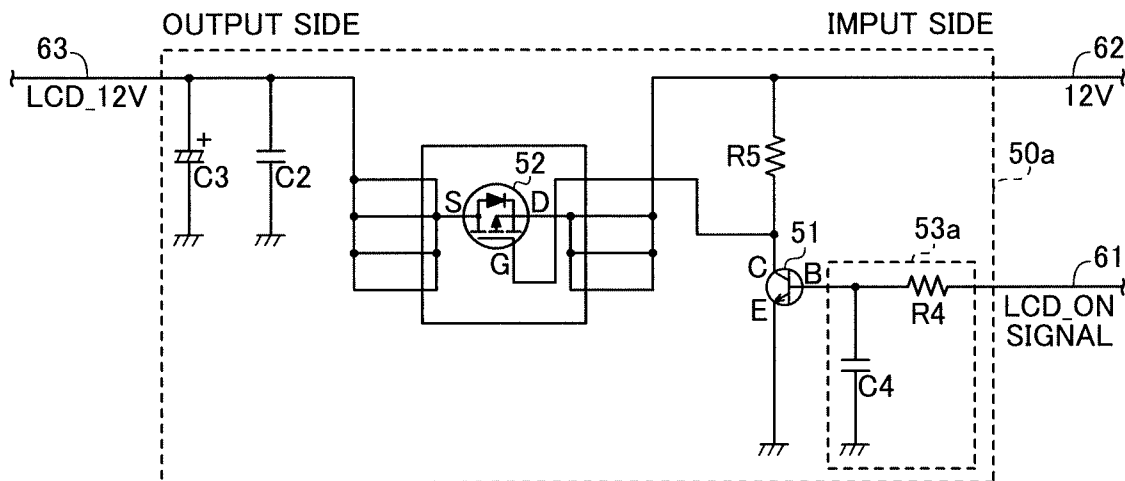 OUTPUT SIDE
IMPUT SIDE
63
62
LCD_12V
12V
R5
50a
52
C3
C2
S
D
51
53a
G
C
B
61
E
R4
LCD_ON
SIGNAL
C4
+